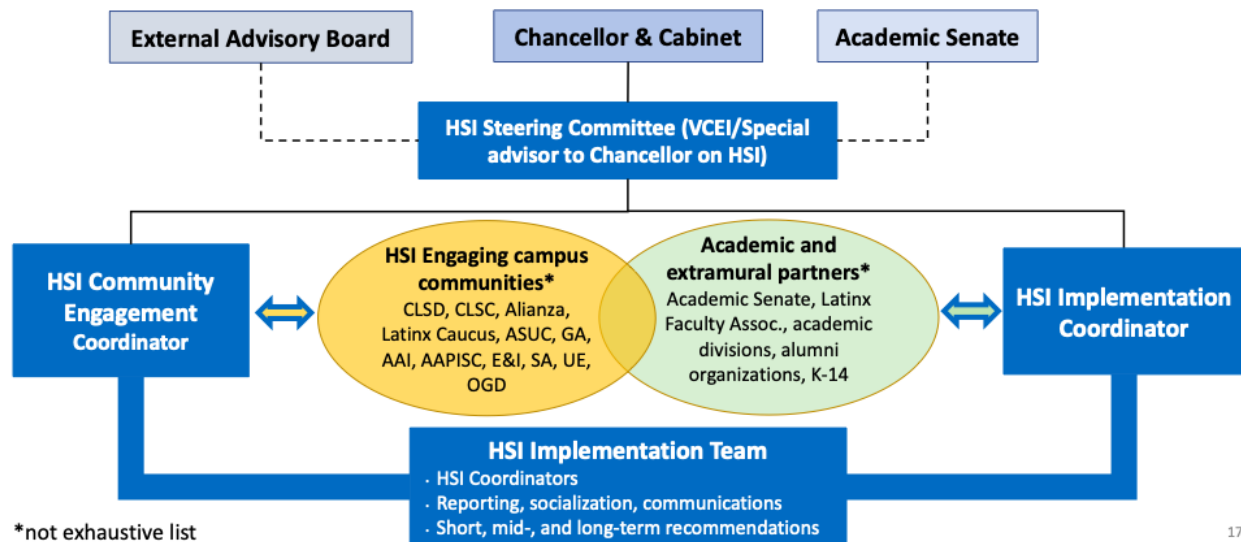 External Advisory Board
Chancellor & Cabinet
Academic Senate
HSI Steering Committee (VCEI/Special
advisor to Chancellor on HSI)
HSI Community
Engagement
Coordinator
HSI Engaging campus
communities*
CLSD, CLSC, Alianza,
Latinx Caucus, ASUC, GA,
AAI, AAPISC, E&I, SA, UE,
OGD
Academic and
extramural partners*
Academic Senate, Latinx
Faculty Assoc., academic
divisions, alumni
organizations, K-14
HSI Implementation
Coordinator
HSI Implementation Team
· HSI Coordinators
· Reporting, socialization, communications
· Short, mid-, and long-term recommendations
*not exhaustive list
17